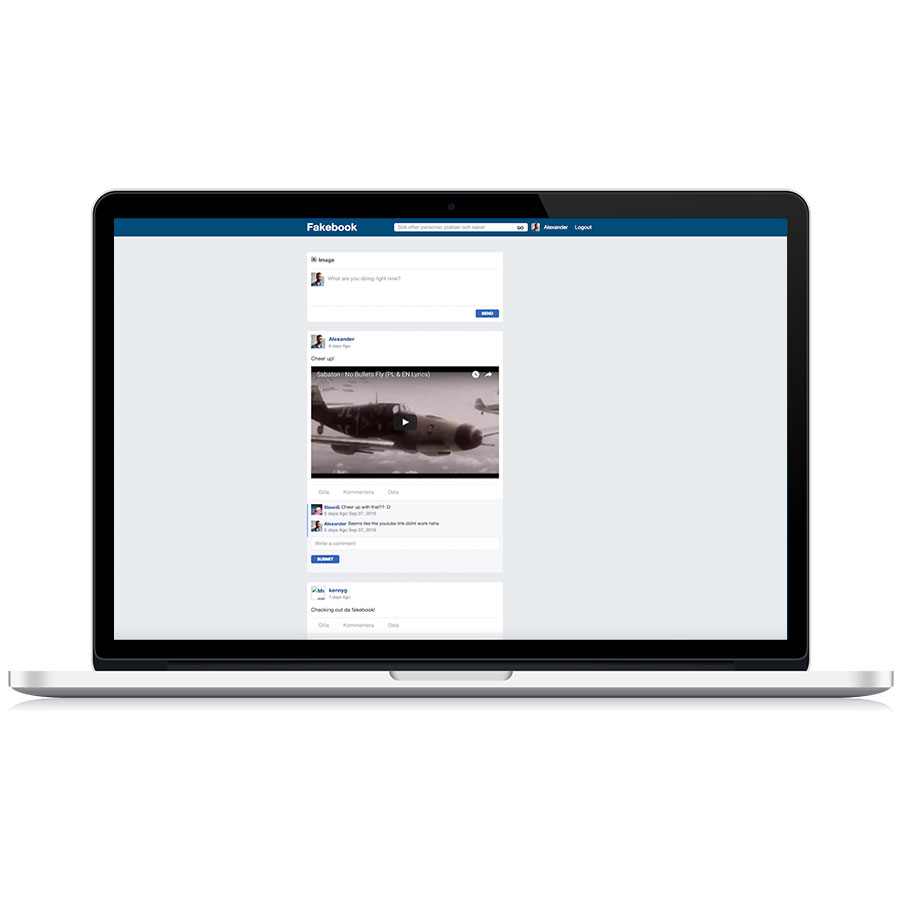 Fakebook
Sök efter personer, platser och saker
GO
Alexander
Logout
Image
What are you doing right now?
SEND
Alexander
6 days Ago
Cheer up!
Sabaton - No Bullets Fly (PL & EN Lyrics)
Gilla Kommentera Dela
SteveG Cheer up with that?? :D
5 days Ago Sep 07, 2016
Alexander Seems like the youtube link didnt work haha.
5 days Ago Sep 07, 2016
Write a comment
SUBMIT
kennyg
7 days Ago
Checking out da fakebook!
Gilla Kommentera Dela